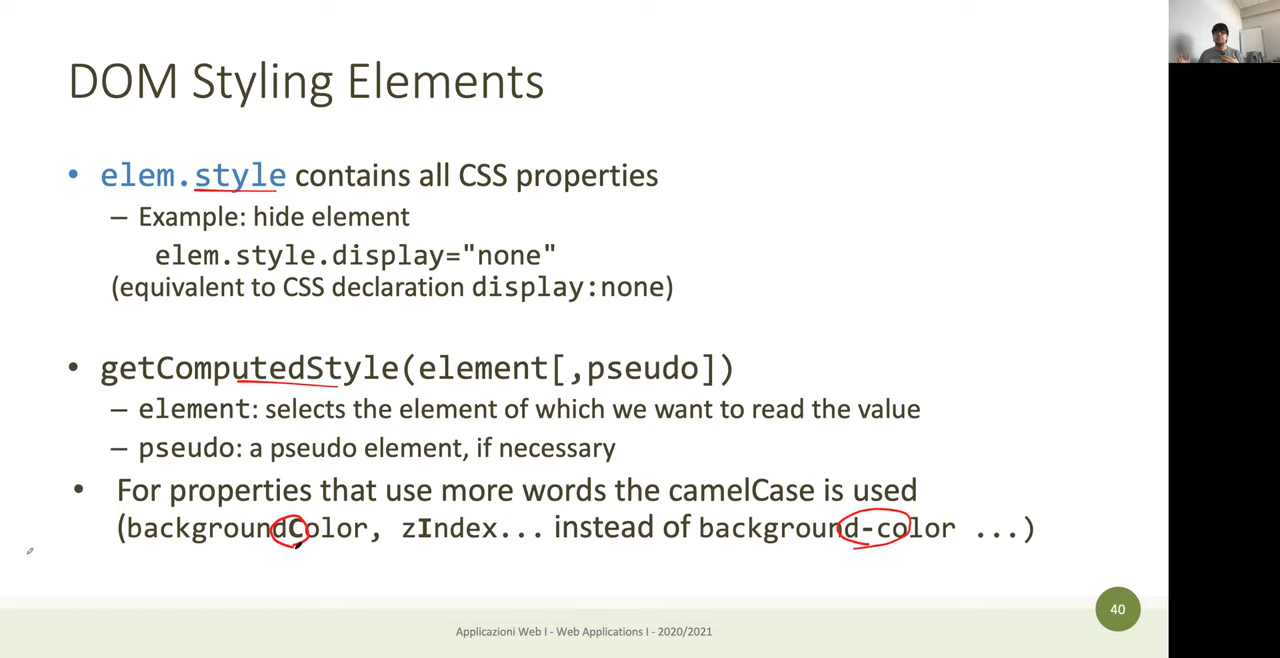 DOM Styling Elements
• elem.style contains all CSS properties
– Example: hide element
elem.style.display="none"
(equivalent to CSS declaration display:none)
• getComputedStyle(element[,pseudo])
– element: selects the element of which we want to read the value
– pseudo: a pseudo element, if necessary
• For properties that use more words the camelCase is used
(backgroundColor, zIndex... instead of background-color ...)
40
Applicazioni Web I - Web Applications I - 2020/2021